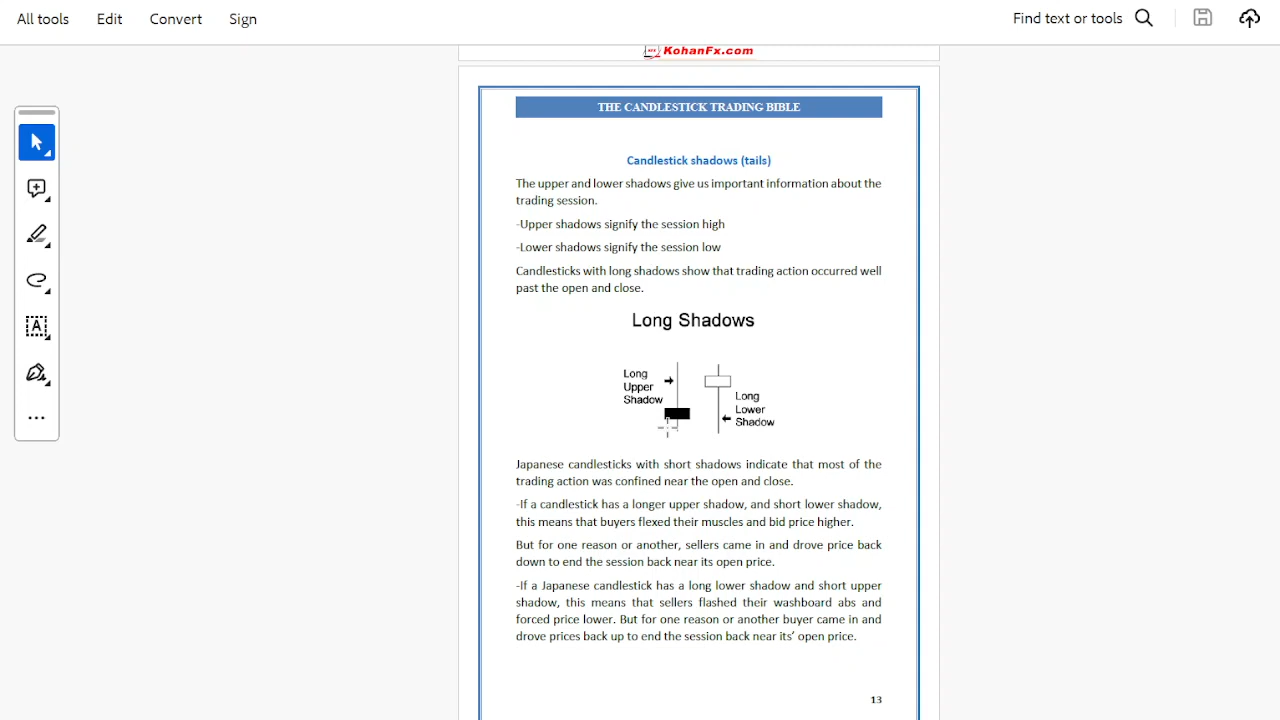 All tools Edit Convert Sign Find text or tools
KohanFx.com
THE CANDLESTICK TRADING BIBLE
Candlestick shadows (tails)
The upper and lower shadows give us important information about the
trading session.
-Upper shadows signify the session high
-Lower shadows signify the session low
Candlesticks with long shadows show that trading action occurred well
past the open and close.
Long Shadows
Long
Upper
Shadow
Long
Lower
Shadow
Japanese candlesticks with short shadows indicate that most of the
trading action was confined near the open and close.
-If a candlestick has a longer upper shadow, and short lower shadow,
this means that buyers flexed their muscles and bid price higher.
But for one reason or another, sellers came in and drove price back
down to end the session back near its open price.
-If a Japanese candlestick has a long lower shadow and short upper
shadow, this means that sellers flashed their washboard abs and
forced price lower. But for one reason or another buyer came in and
drove prices back up to end the session back near its’ open price.
13